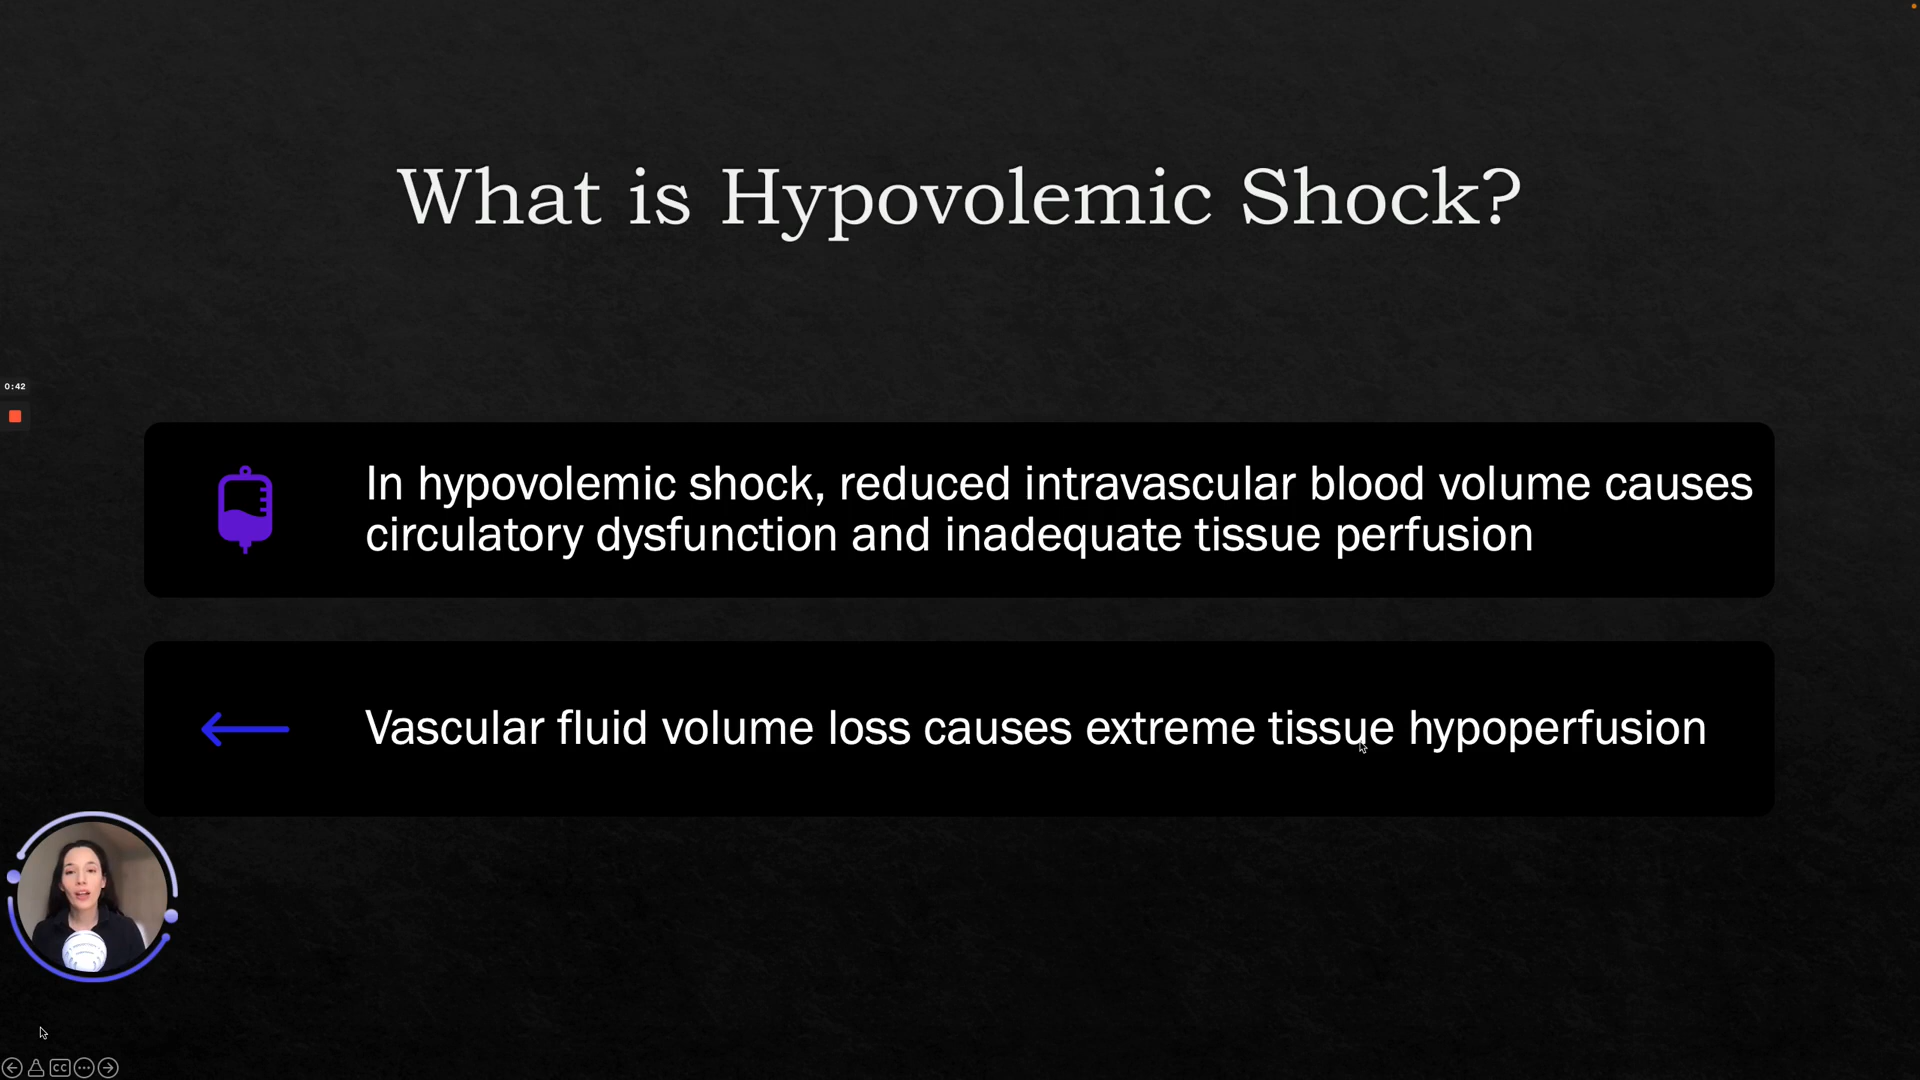 What is Hypovolemic Shock?
0:42
In hypovolemic shock, reduced intravascular blood volume causes
circulatory dysfunction and inadequate tissue perfusion
Vascular fluid volume loss causes extreme tissue hypoperfusion
CC